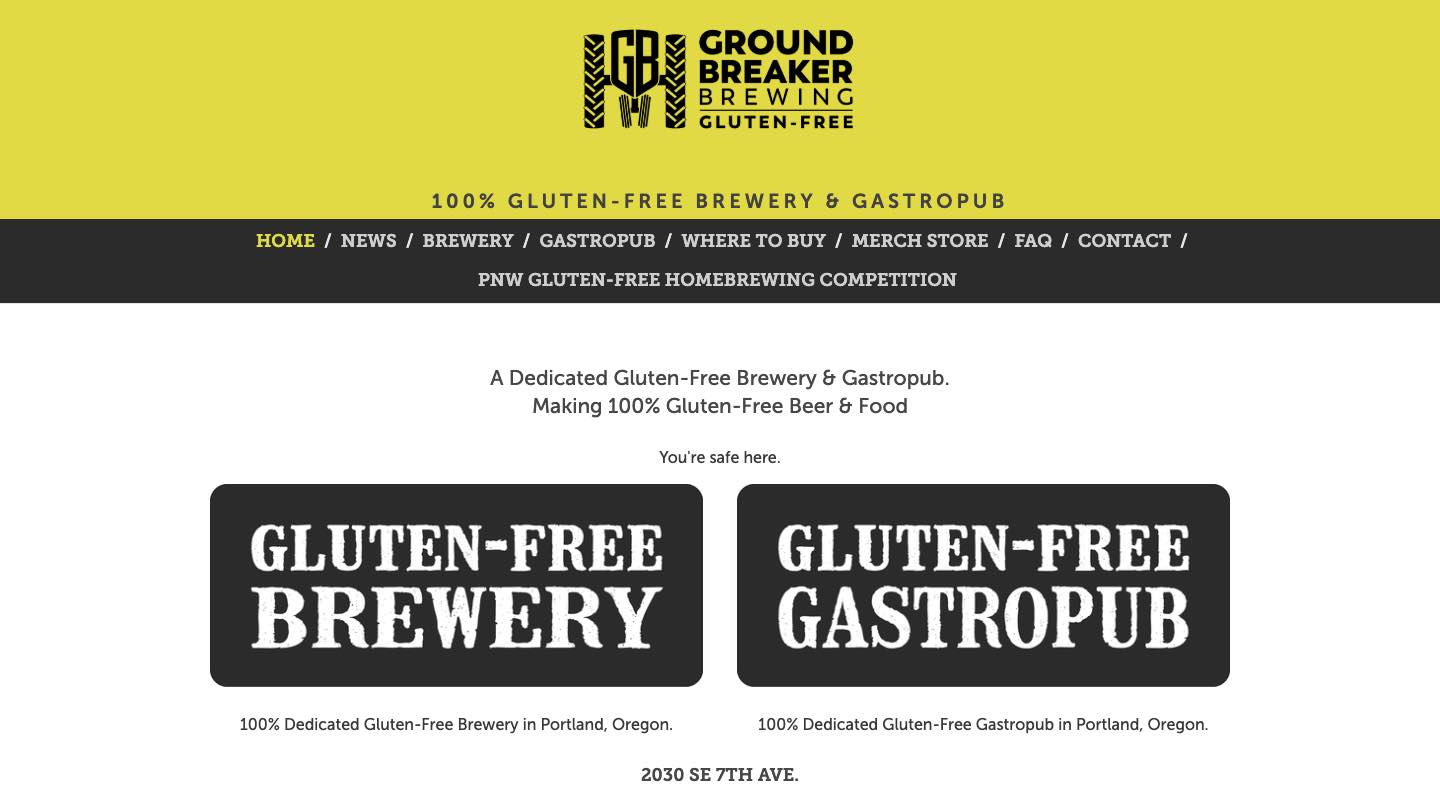 GB
GROUND
BREAKER
BREWING
GLUTEN-FREE
100% GLUTEN-FREE BREWERY & GASTROPUB
HOME / NEWS / BREWERY / GASTROPUB / WHERE TO BUY / MERCH STORE / FAQ / CONTACT /
PNW GLUTEN-FREE HOMEBREWING COMPETITION
A Dedicated Gluten-Free Brewery & Gastropub.
Making 100% Gluten-Free Beer & Food
You're safe here.
GLUTEN-FREE
BREWERY
GLUTEN-FREE
GASTROPUB
100% Dedicated Gluten-Free Brewery in Portland, Oregon.
100% Dedicated Gluten-Free Gastropub in Portland, Oregon.
2030 SE 7TH AVE.